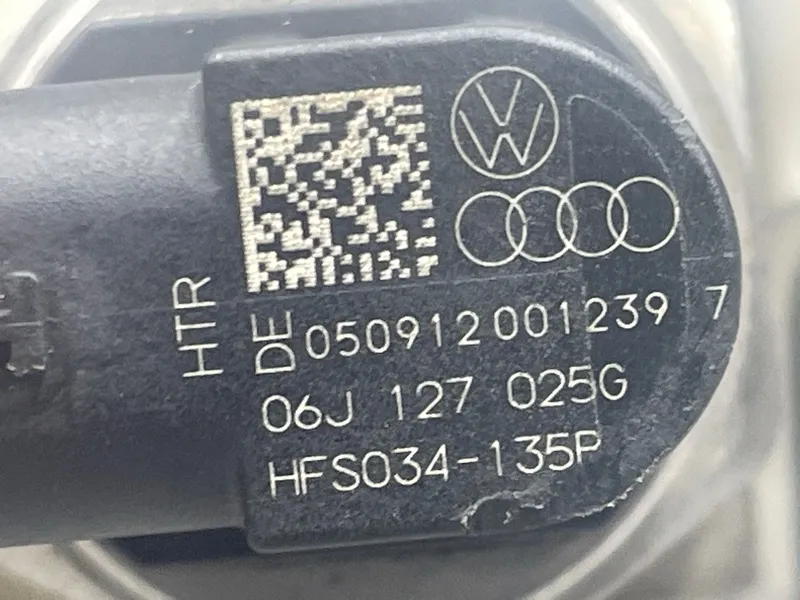 HTR
DE 050912001239 7
06J 127 025G
HFS034-135P